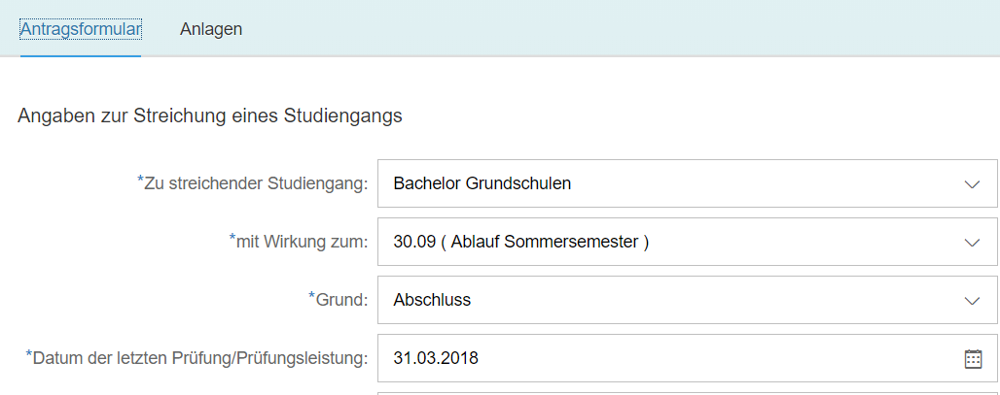 Antragsformular Anlagen
Angaben zur Streichung eines Studiengangs
*Zu streichender Studiengang: Bachelor Grundschulen
*mit Wirkung zum: 30.09 ( Ablauf Sommersemester )
*Grund: Abschluss
*Datum der letzten Prüfung/Prüfungsleistung: 31.03.2018